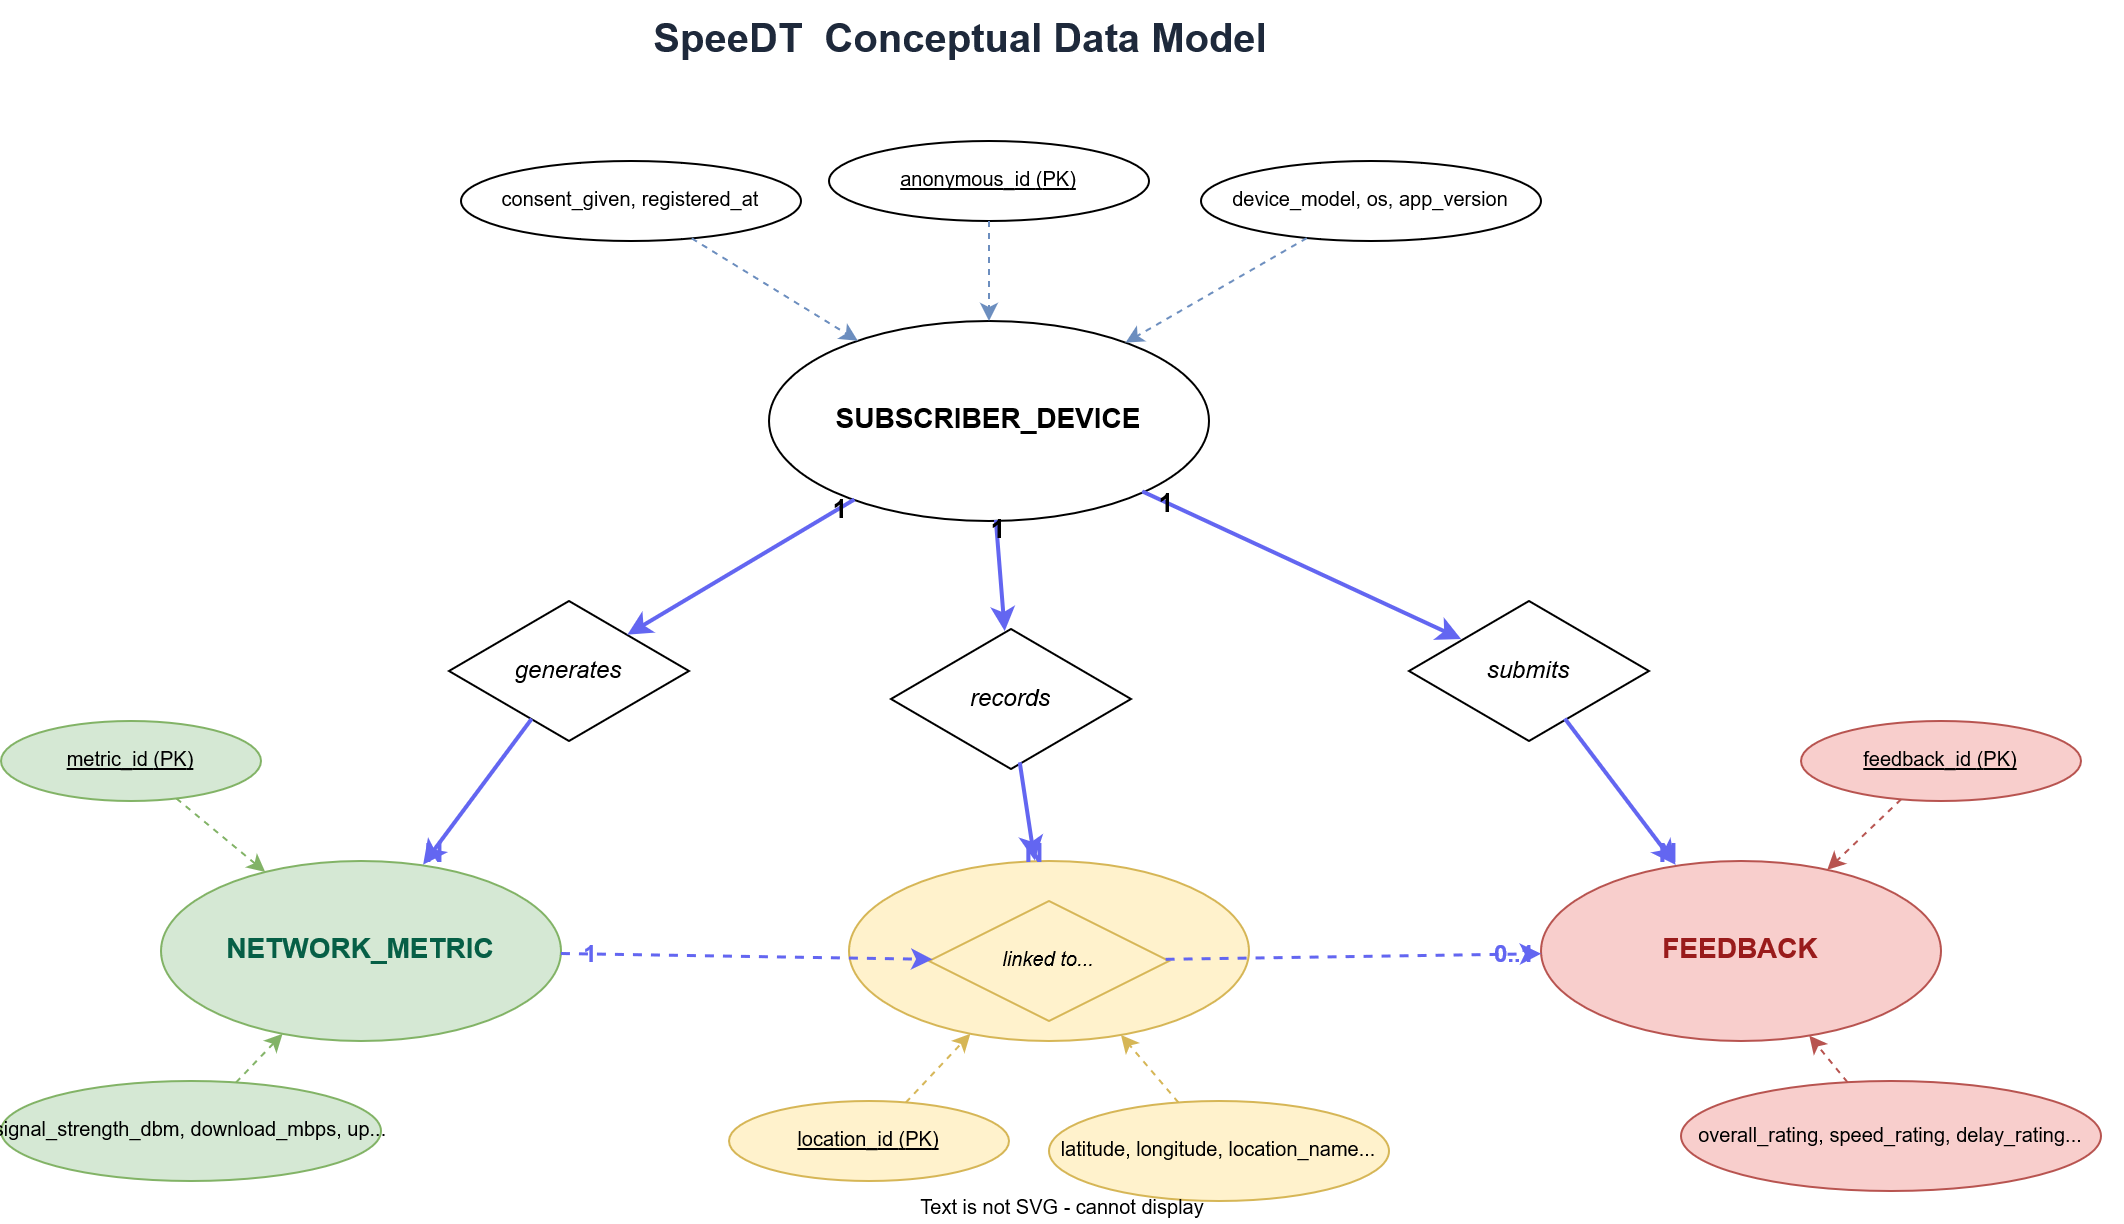 SpeeDT  Conceptual Data Model
consent_given, registered_at
anonymous_id (PK)
device_model, os, app_version
SUBSCRIBER_DEVICE
1
1
1
generates
records
submits
metric_id (PK)
feedback_id (PK)
N
NETWORK_METRIC
1
linked to...
0..1
FEEDBACK
signal_strength_dbm, download_mbps, up...
location_id (PK)
latitude, longitude, location_name...
overall_rating, speed_rating, delay_rating...
Text is not SVG - cannot display